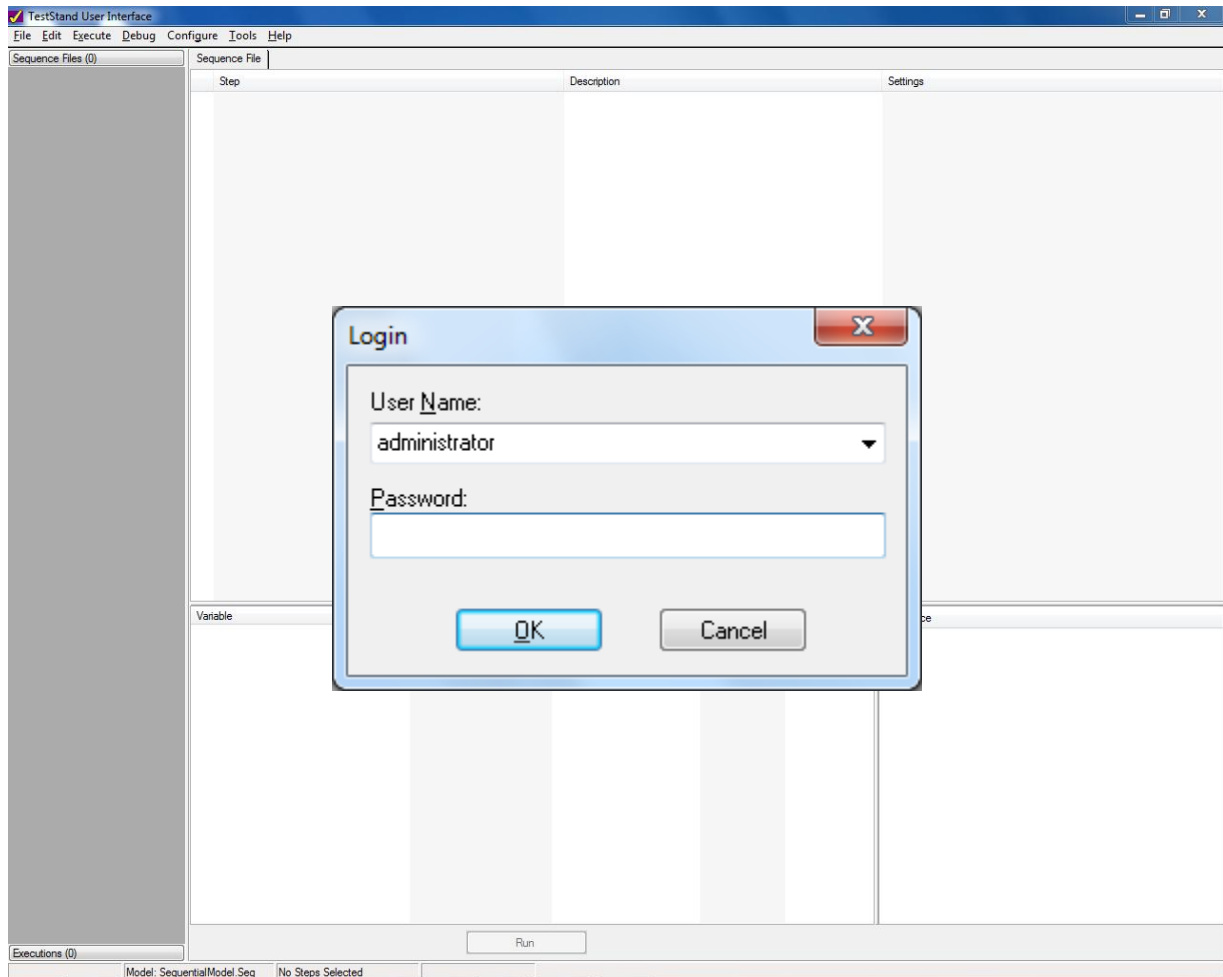 TestStand User Interface
File Edit Execute Debug Configure Tools Help
Sequence Files (0)
Sequence File
Step Description Settings
Login
User Name:
administrator
Password:
OK Cancel
Variable
ce
Run
Executions (0)
Model: SequentialModel.Seq No Steps Selected